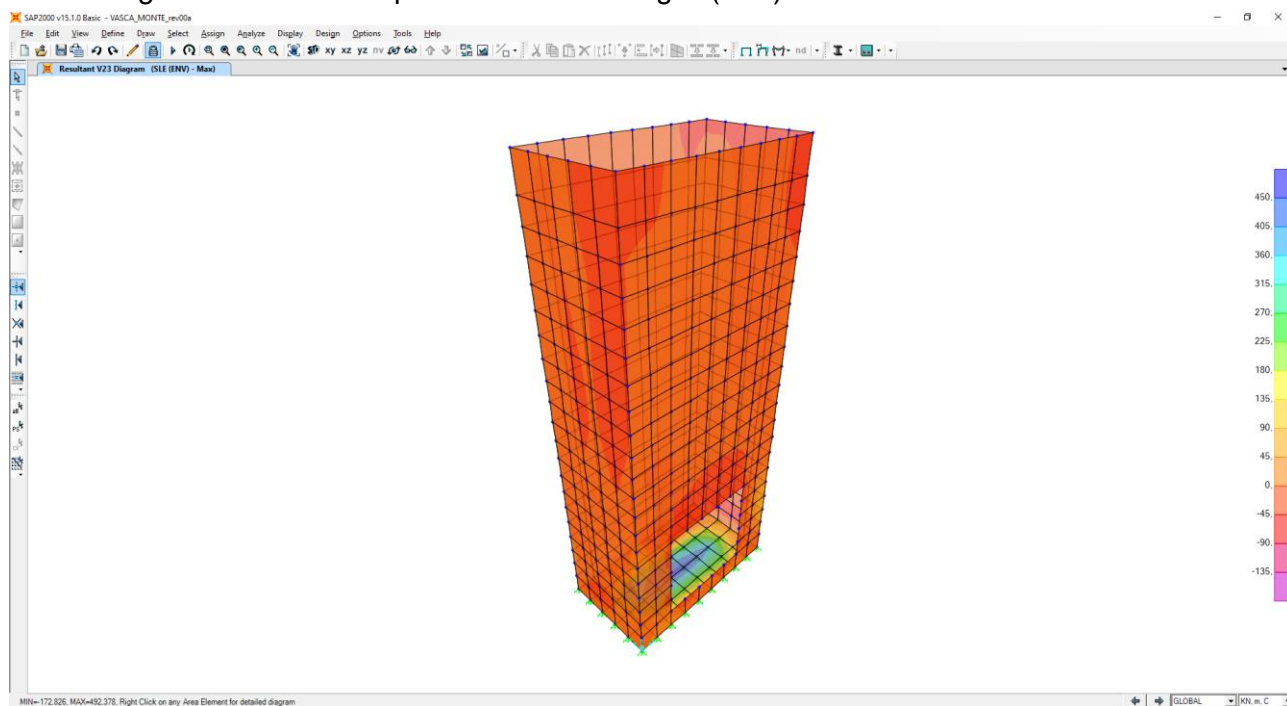 SAP2000 v15.1.0 Basic - VASCA_MONTE_rev00a
File Edit View Define Draw Select Assign Analyze Display Design Options Tools Help
xy xz yz nv nd
Resultant V23 Diagram (SLE (ENV) - Max)
450,
405,
360,
315,
270,
225,
180,
135,
90,
45,
0,
-45,
-90,
-135,
MIN=-172,826, MAX=492,378, Right Click on any Area Element for detailed diagram
GLOBAL KN, m, C